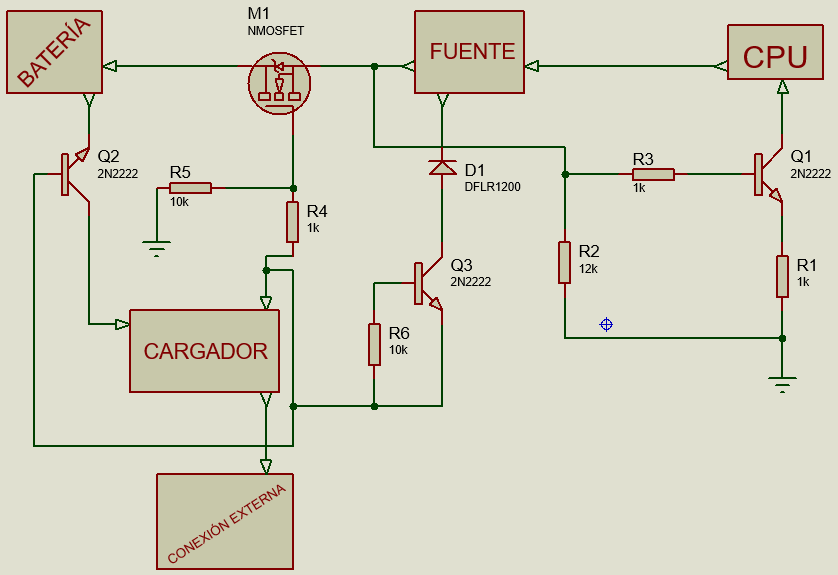 M1
NMOSFET
BATERÍA
FUENTE
CPU
Q2
2N2222
R5
10k
R4
1k
D1
DFLR1200
R3
1k
Q1
2N2222
Q3
2N2222
R2
12k
R1
1k
R6
10k
CARGADOR
CONEXIÓN EXTERNA